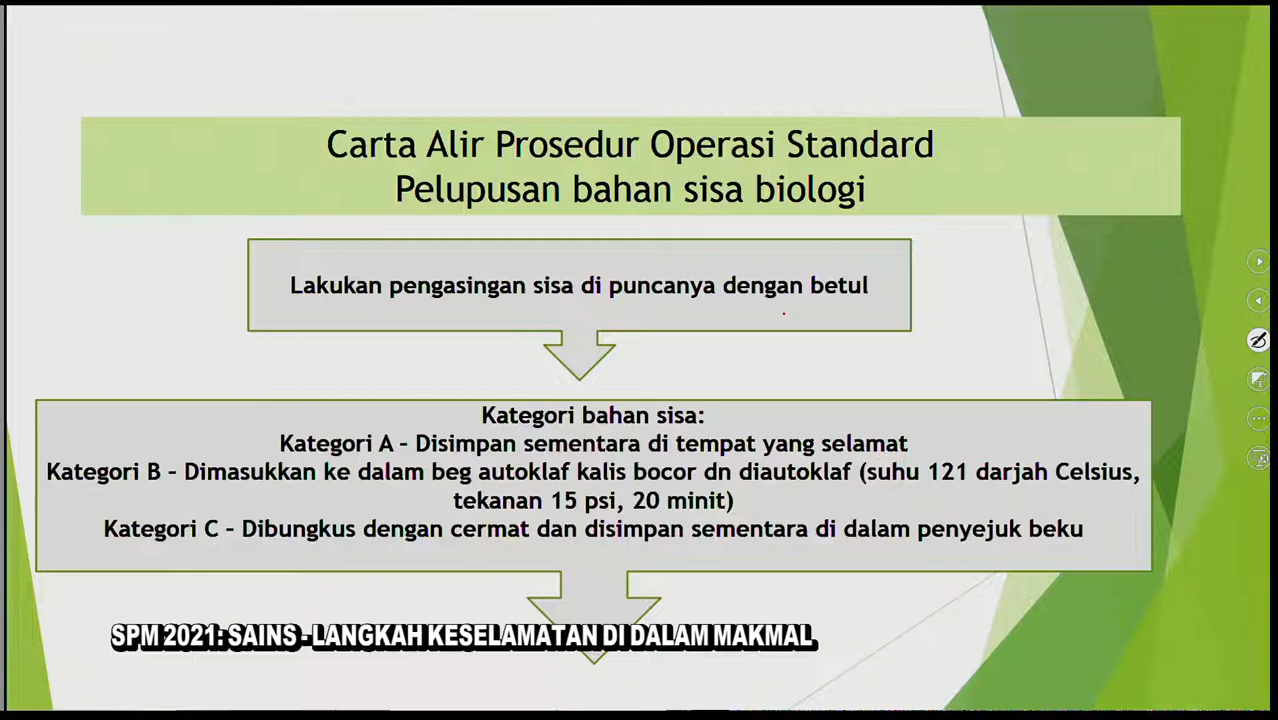 Carta Alir Prosedur Operasi Standard
Pelupusan bahan sisa biologi
Lakukan pengasingan sisa di puncanya dengan betul
Kategori bahan sisa:
Kategori A – Disimpan sementara di tempat yang selamat
Kategori B – Dimasukkan ke dalam beg autoklaf kalis bocor dn diautoklaf (suhu 121 darjah Celsius,
tekanan 15 psi, 20 minit)
Kategori C – Dibungkus dengan cermat dan disimpan sementara di dalam penyejuk beku
SPM 2021: SAINS - LANGKAH KESELAMATAN DI DALAM MAKMAL